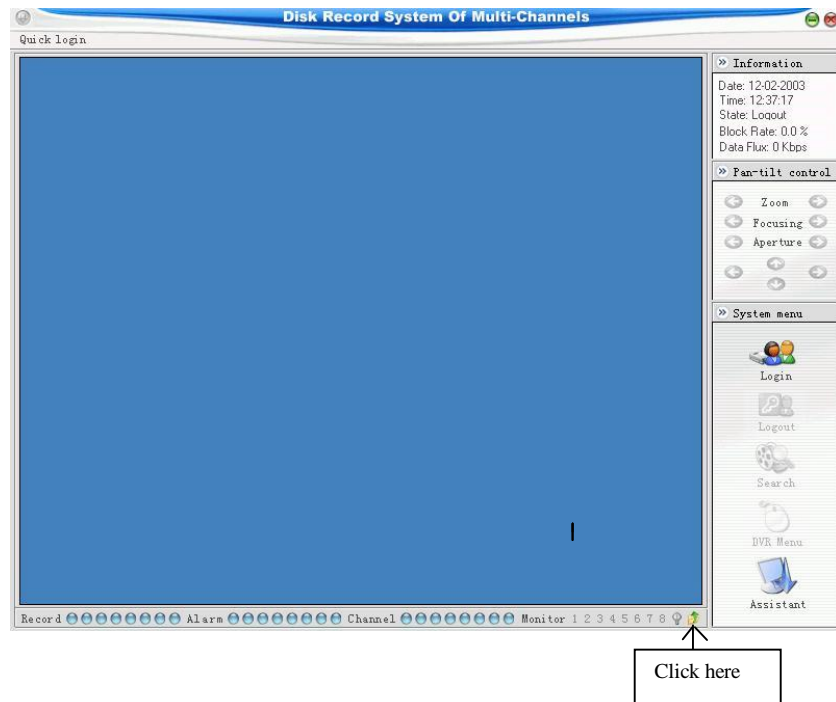 Disk Record System Of Multi-Channels
Quick login
Information
Date: 12-02-2003
Time: 12:37:17
State: Logout
Block Rate: 0.0 %
Data Flux: 0 Kbps
Pan-tilt control
Zoom
Focusing
Aperture
System menu
Login
Logout
Search
DVR Menu
Assistant
Record Alarm Channel Monitor 1 2 3 4 5 6 7 8
Click here